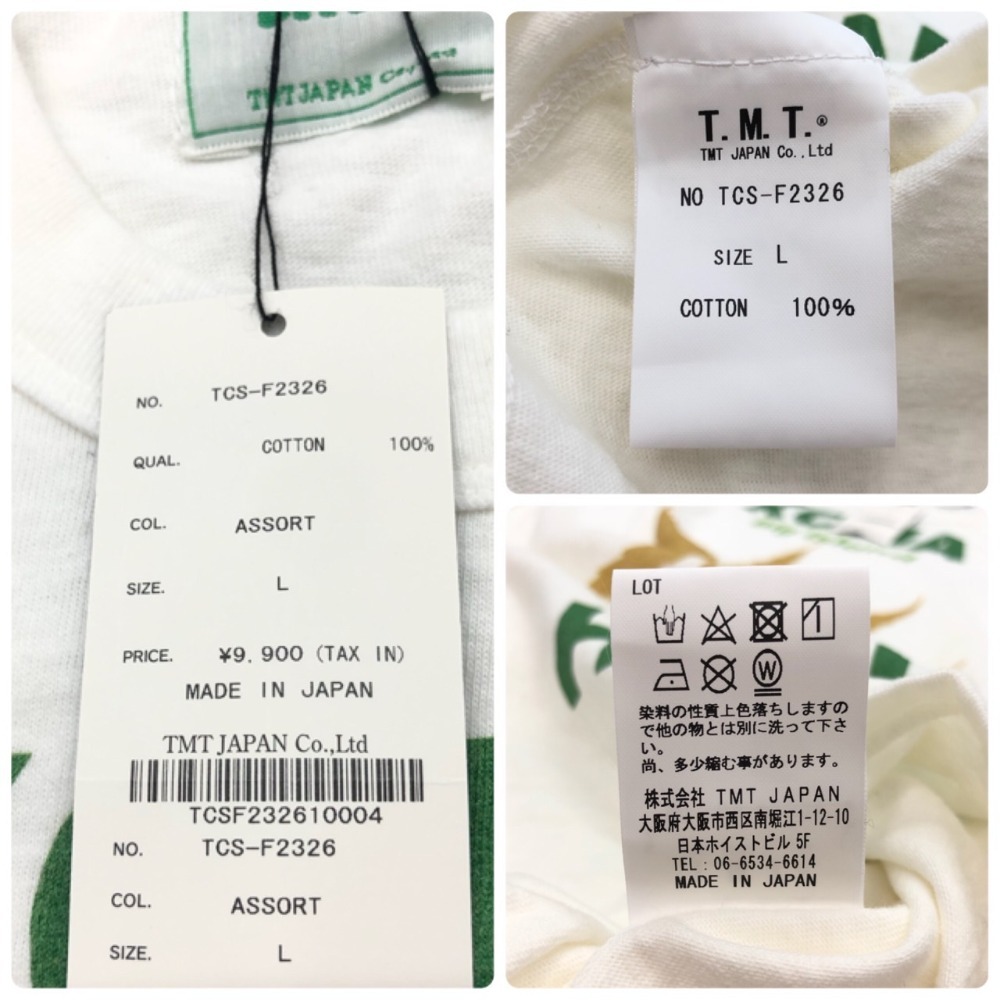 TMT JAPAN Co.,Ltd
NO. TCS-F2326
QUAL. COTTON 100%
COL. ASSORT
SIZE. L
PRICE. ¥9,900 (TAX IN)
MADE IN JAPAN
TMT JAPAN Co.,Ltd
TCSF232610004
NO. TCS-F2326
COL. ASSORT
SIZE. L
T.M.T.®
TMT JAPAN Co.,Ltd
NO TCS-F2326
SIZE L
COTTON 100%
LOT
W
染料の性質上色落ちしますの
で他の物とは別に洗って下さ
い。
尚、多少縮む事があります。
株式会社 TMT JAPAN
大阪府大阪市西区南堀江1-12-10
日本ホイストビル 5F
TEL:06-6534-6614
MADE IN JAPAN